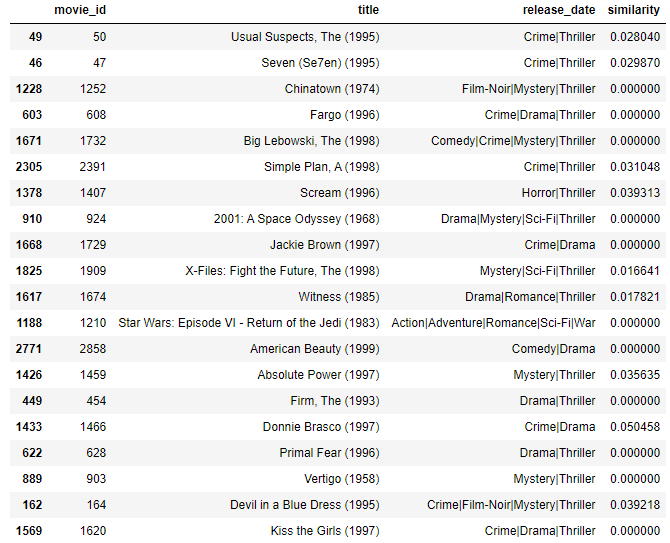 movie_id title release_date similarity
49 50 Usual Suspects, The (1995) Crime|Thriller 0.028040
46 47 Seven (Se7en) (1995) Crime|Thriller 0.029870
1228 1252 Chinatown (1974) Film-Noir|Mystery|Thriller 0.000000
603 608 Fargo (1996) Crime|Drama|Thriller 0.000000
1671 1732 Big Lebowski, The (1998) Comedy|Crime|Mystery|Thriller 0.000000
2305 2391 Simple Plan, A (1998) Crime|Thriller 0.031048
1378 1407 Scream (1996) Horror|Thriller 0.039313
910 924 2001: A Space Odyssey (1968) Drama|Mystery|Sci-Fi|Thriller 0.000000
1668 1729 Jackie Brown (1997) Crime|Drama 0.000000
1825 1909 X-Files: Fight the Future, The (1998) Mystery|Sci-Fi|Thriller 0.016641
1617 1674 Witness (1985) Drama|Romance|Thriller 0.017821
1188 1210 Star Wars: Episode VI - Return of the Jedi (1983) Action|Adventure|Romance|Sci-Fi|War 0.000000
2771 2858 American Beauty (1999) Comedy|Drama 0.000000
1426 1459 Absolute Power (1997) Mystery|Thriller 0.035635
449 454 Firm, The (1993) Drama|Thriller 0.000000
1433 1466 Donnie Brasco (1997) Crime|Drama 0.050458
622 628 Primal Fear (1996) Drama|Thriller 0.000000
889 903 Vertigo (1958) Mystery|Thriller 0.000000
162 164 Devil in a Blue Dress (1995) Crime|Film-Noir|Mystery|Thriller 0.039218
1569 1620 Kiss the Girls (1997) Crime|Drama|Thriller 0.000000